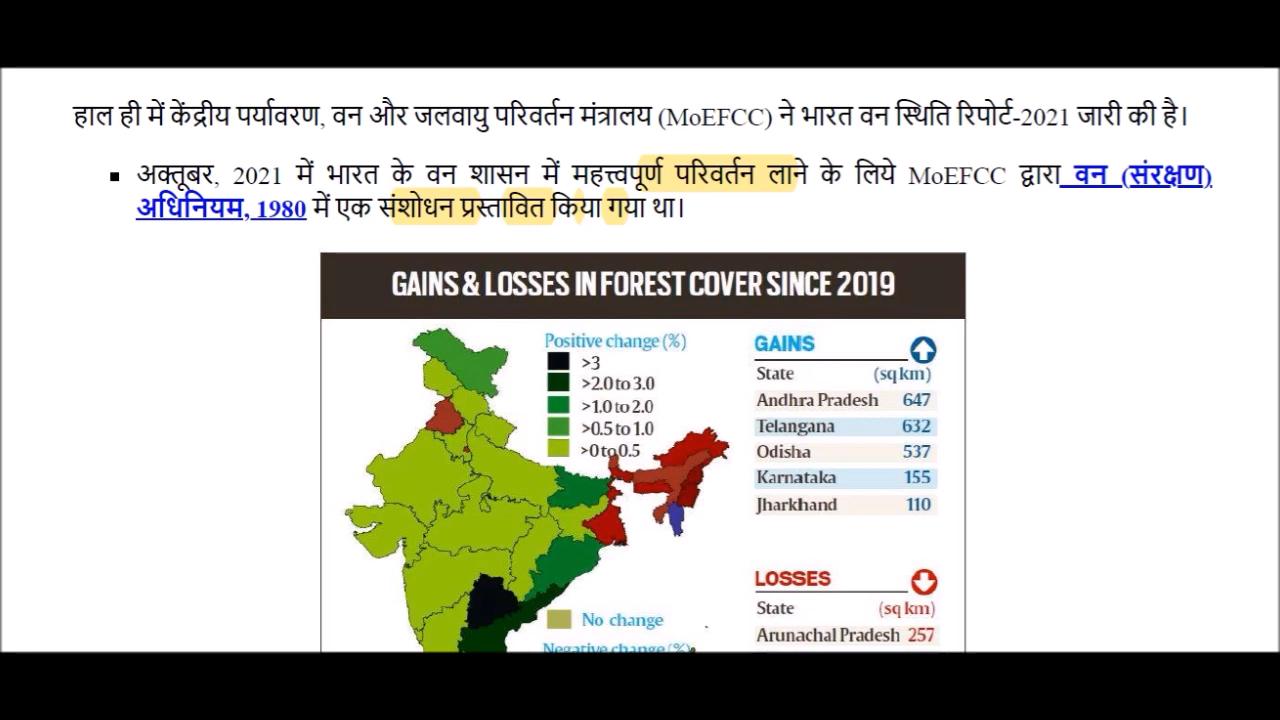 हाल ही में केंद्रीय पर्यावरण, वन और जलवायु परिवर्तन मंत्रालय (MoEFCC) ने भारत वन स्थिति रिपोर्ट-2021 जारी की है।
▪ अक्तूबर, 2021 में भारत के वन शासन में महत्त्वपूर्ण परिवर्तन लाने के लिये MoEFCC द्वारा वन (संरक्षण)
अधिनियम, 1980 में एक संशोधन प्रस्तावित किया गया था।
GAINS & LOSSES IN FOREST COVER SINCE 2019
Positive change (%)
>3
>2.0 to 3.0
>1.0 to 2.0
>0.5 to 1.0
>0 to 0.5
No change
Negative change (%)
GAINS
State (sq km)
Andhra Pradesh 647
Telangana 632
Odisha 537
Karnataka 155
Jharkhand 110
LOSSES
State (sq km)
Arunachal Pradesh 257